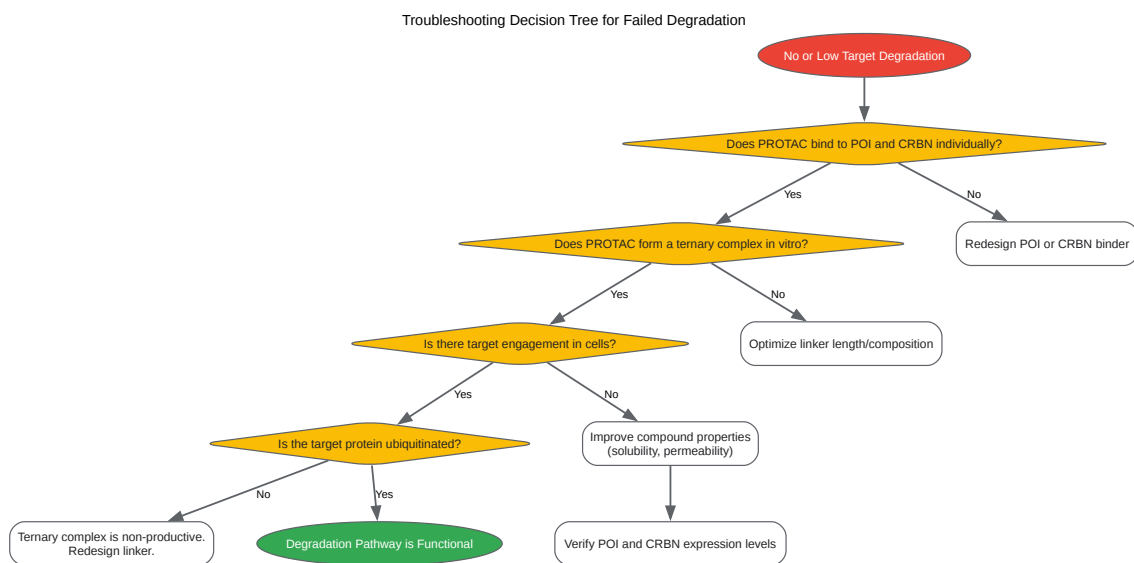 Troubleshooting Decision Tree for Failed Degradation
No or Low Target Degradation
Does PROTAC bind to POI and CRBN individually?
Yes
No
Does PROTAC form a ternary complex in vitro?
Redesign POI or CRBN binder
Yes
No
Is there target engagement in cells?
Optimize linker length/composition
Yes
No
Is the target protein ubiquitinated?
Improve compound properties
(solubility, permeability)
No
Yes
Ternary complex is non-productive.
Redesign linker.
Degradation Pathway is Functional
Verify POI and CRBN expression levels